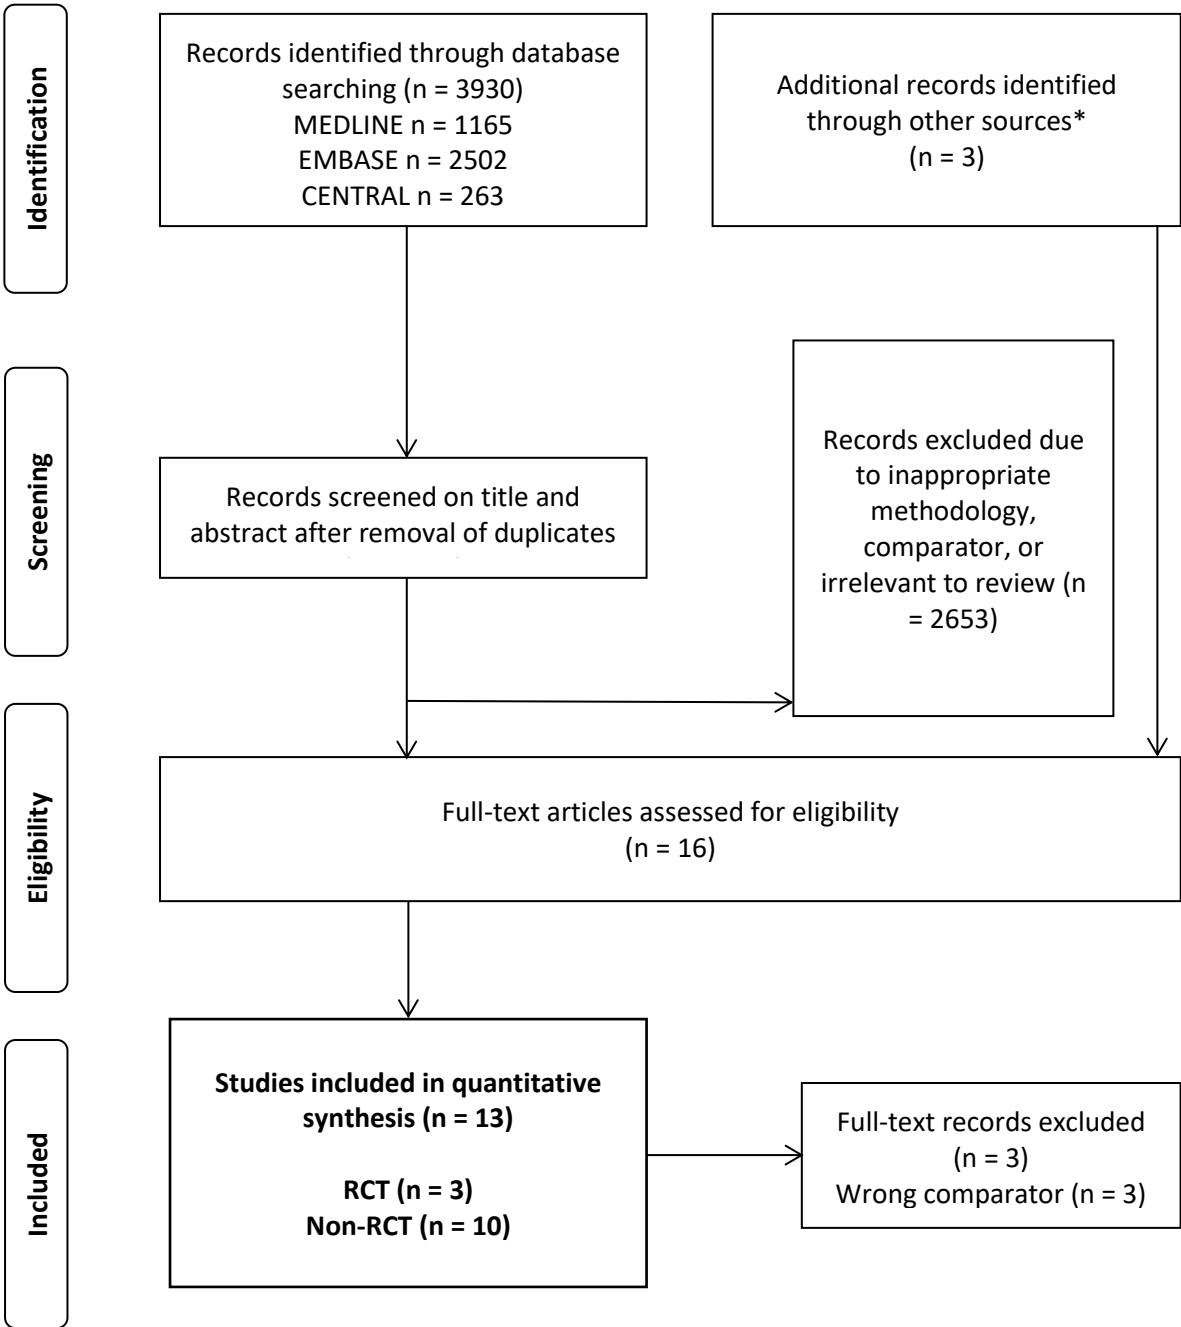 Identification
Records identified through database
searching (n = 3930)
MEDLINE n = 1165
EMBASE n = 2502
CENTRAL n = 263
Additional records identified
through other sources*
(n = 3)
Screening
Records screened on title and
abstract after removal of duplicates
Records excluded due
to inappropriate
methodology,
comparator, or
irrelevant to review (n
= 2653)
Eligibility
Full-text articles assessed for eligibility
(n = 16)
Included
Studies included in quantitative
synthesis (n = 13)
RCT (n = 3)
Non-RCT (n = 10)
Full-text records excluded
(n = 3)
Wrong comparator (n = 3)